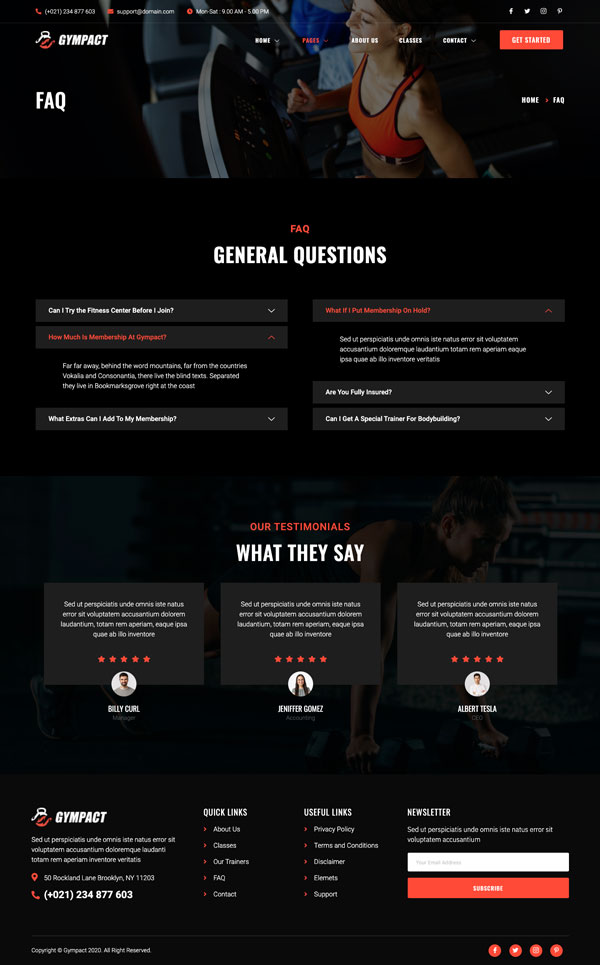 (+021) 234 877 603 support@domain.com Mon-Sat : 9.00 AM - 5.00 PM
GYMPACT HOME PAGES ABOUT US CLASSES CONTACT GET STARTED
FAQ
HOME FAQ
FAQ
GENERAL QUESTIONS
Can I Try the Fitness Center Before I Join?
How Much Is Membership At Gympact?
Far far away, behind the word mountains, far from the countries
Vokalia and Consonantia, there live the blind texts. Separated
they live in Bookmarksgrove right at the coast
What Extras Can I Add To My Membership?
What If I Put Membership On Hold?
Sed ut perspiciatis unde omnis iste natus error sit voluptatem
accusantium doloremque laudantium totam rem aperiam eaque
ipsa quae ab illo inventore veritatis
Are You Fully Insured?
Can I Get A Special Trainer For Bodybuilding?
OUR TESTIMONIALS
WHAT THEY SAY
Sed ut perspiciatis unde omnis iste natus
error sit voluptatem accusantium dolorem
laudantium, totam rem aperiam, eaque ipsa
quae ab illo inventore
BILLY CURL
Manager
Sed ut perspiciatis unde omnis iste natus
error sit voluptatem accusantium dolorem
laudantium, totam rem aperiam, eaque ipsa
quae ab illo inventore
JENIFFER GOMEZ
Accounting
Sed ut perspiciatis unde omnis iste natus
error sit voluptatem accusantium dolorem
laudantium, totam rem aperiam, eaque ipsa
quae ab illo inventore
ALBERT TESLA
CEO
GYMPACT
Sed ut perspiciatis unde omnis iste natus error sit
voluptatem accusantium doloremque laudanti
totam rem aperiam inventore veritatis
50 Rockland Lane Brooklyn, NY 11203
(+021) 234 877 603
QUICK LINKS
About Us
Classes
Our Trainers
FAQ
Contact
USEFUL LINKS
Privacy Policy
Terms and Conditions
Disclaimer
Elemets
Support
NEWSLETTER
Sed ut perspiciatis unde omnis iste natus error sit
voluptatem accusantium
Your Email Address
SUBSCRIBE
Copyright © Gympact 2020. All Right Reserved.